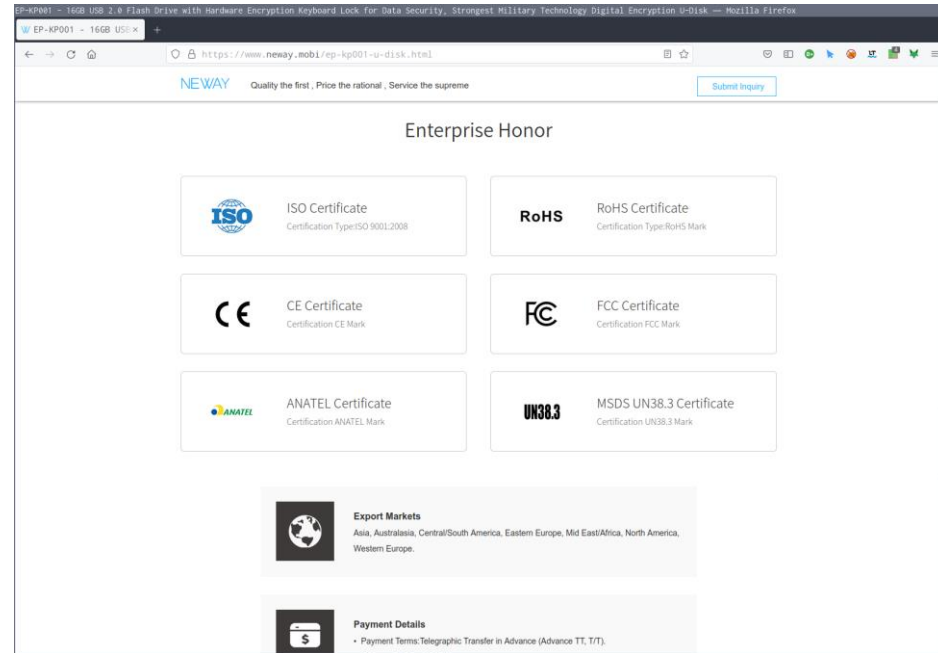 EP-KP001 - 16GB USB 2.0 Flash Drive with Hardware Encryption Keyboard Lock for Data Security, Strongest Military Technology Digital Encryption U-Disk — Mozilla Firefox
EP-KP001 - 16GB USB
https://www.neway.mobi/ep-kp001-u-disk.html
NEWAY Quality the first , Price the rational , Service the supreme
Submit Inquiry
Enterprise Honor
ISO
ISO Certificate
Certification Type:ISO 9001:2008
RoHS
RoHS Certificate
Certification Type:RoHS Mark
CE
CE Certificate
Certification CE Mark
FCC
FCC Certificate
Certification FCC Mark
ANATEL
ANATEL Certificate
Certification ANATEL Mark
UN38.3
MSDS UN38.3 Certificate
Certification UN38.3 Mark
Export Markets
Asia, Australasia, Central/South America, Eastern Europe, Mid East/Africa, North America,
Western Europe.
Payment Details
• Payment Terms:Telegraphic Transfer in Advance (Advance TT, T/T).